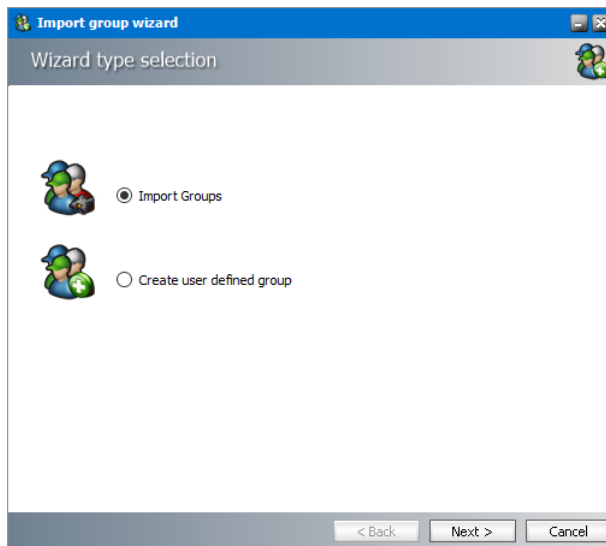 Import group wizard
Wizard type selection
Import Groups
Create user defined group
< Back Next > Cancel